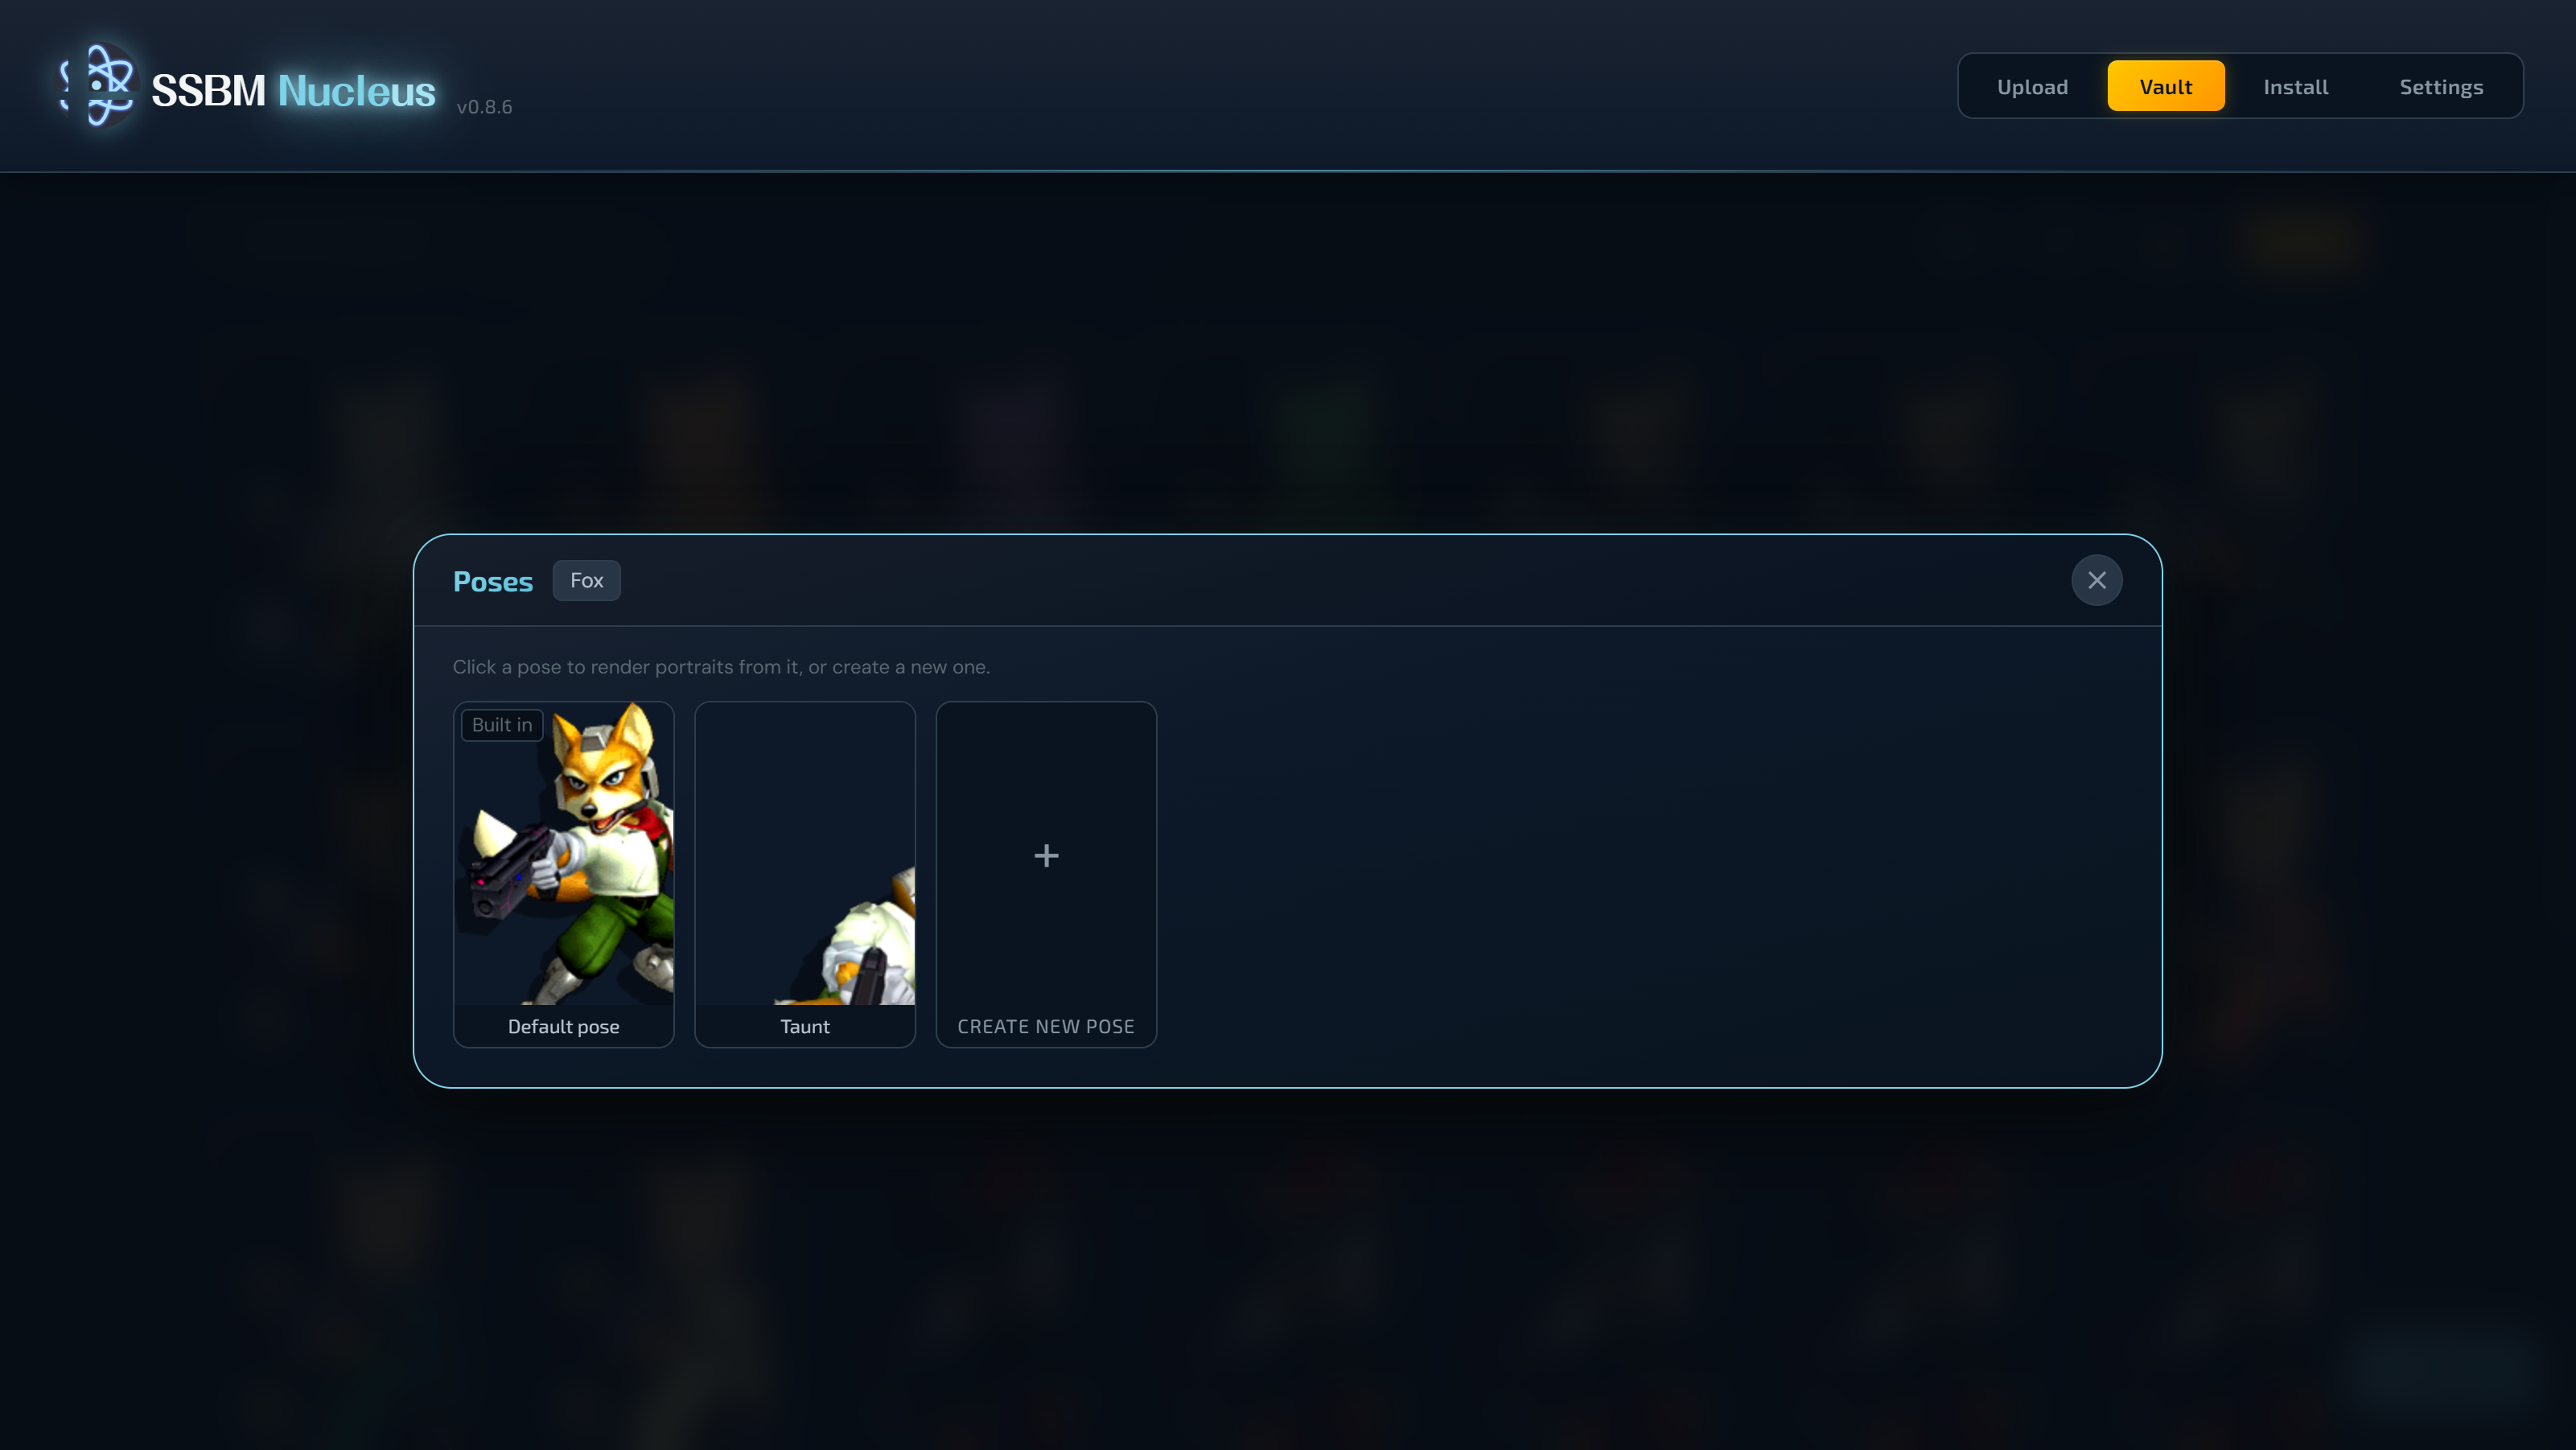 SSBM Nucleus v0.8.6
Upload Vault Install Settings
Poses Fox
Click a pose to render portraits from it, or create a new one.
Built in
Default pose
Taunt
+
CREATE NEW POSE